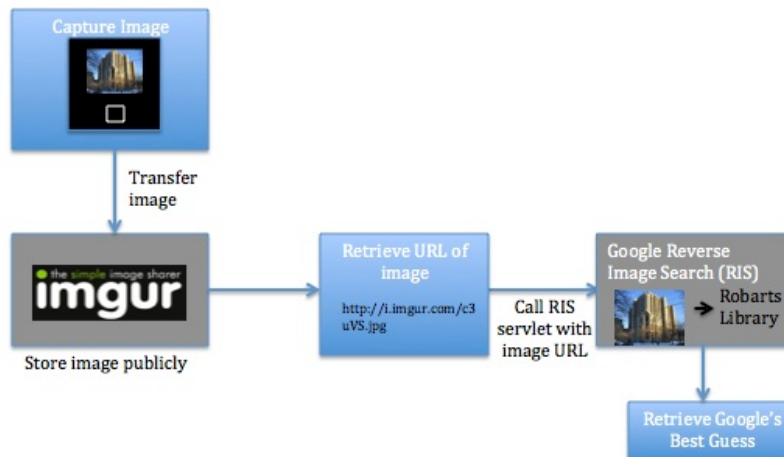 Capture Image
Transfer
image
the simple image sharer
imgur
Store image publicly
Retrieve URL of
image
http://i.imgur.com/c3
uVS.jpg
Call RIS
servlet with
image URL
Google Reverse
Image Search (RIS)
Robarts
Library
Retrieve Google's
Best Guess